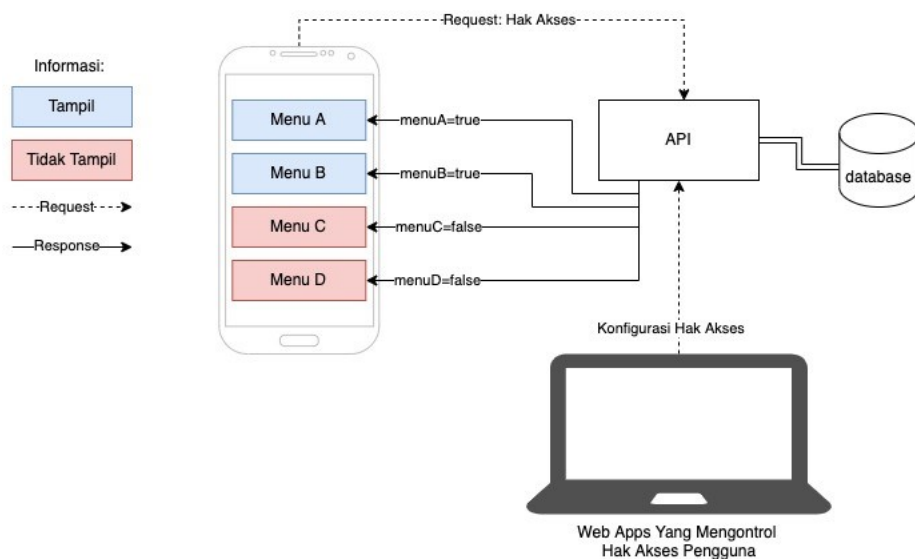 Request: Hak Akses
Informasi:
Tampil
Tidak Tampil
Request
Response
Menu A
Menu B
Menu C
Menu D
menuA=true
menuB=true
menuC=false
menuD=false
API
database
Konfigurasi Hak Akses
Web Apps Yang Mengontrol
Hak Akses Pengguna